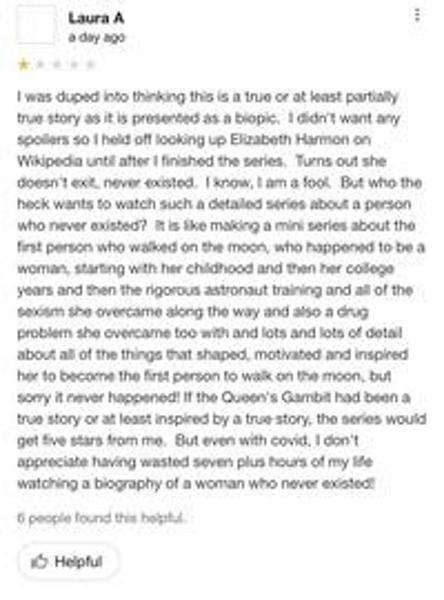 Laura A
a day ago
I was duped into thinking this is a true or at least partially
true story as it is presented as a biopic. I didn't want any
spoilers so I held off looking up Elizabeth Harmon on
Wikipedia until after I finished the series. Turns out she
doesn't exit, never existed. I know, I am a fool. But who the
heck wants to watch such a detailed series about a person
who never existed? It is like making a mini series about the
first person who walked on the moon, who happened to be a
woman, starting with her childhood and then her college
years and then the rigorous astronaut training and all of the
sexism she overcame along the way and also a drug
problem she overcame too with and lots and lots of detail
about all of the things that shaped, motivated and inspired
her to become the first person to walk on the moon, but
sorry it never happened! If the Queen's Gambit had been a
true story or at least inspired by a true story, the series would
get five stars from me. But even with covid, I don't
appreciate having wasted seven plus hours of my life
watching a biography of a woman who never existed!
6 people found this helpful.
Helpful